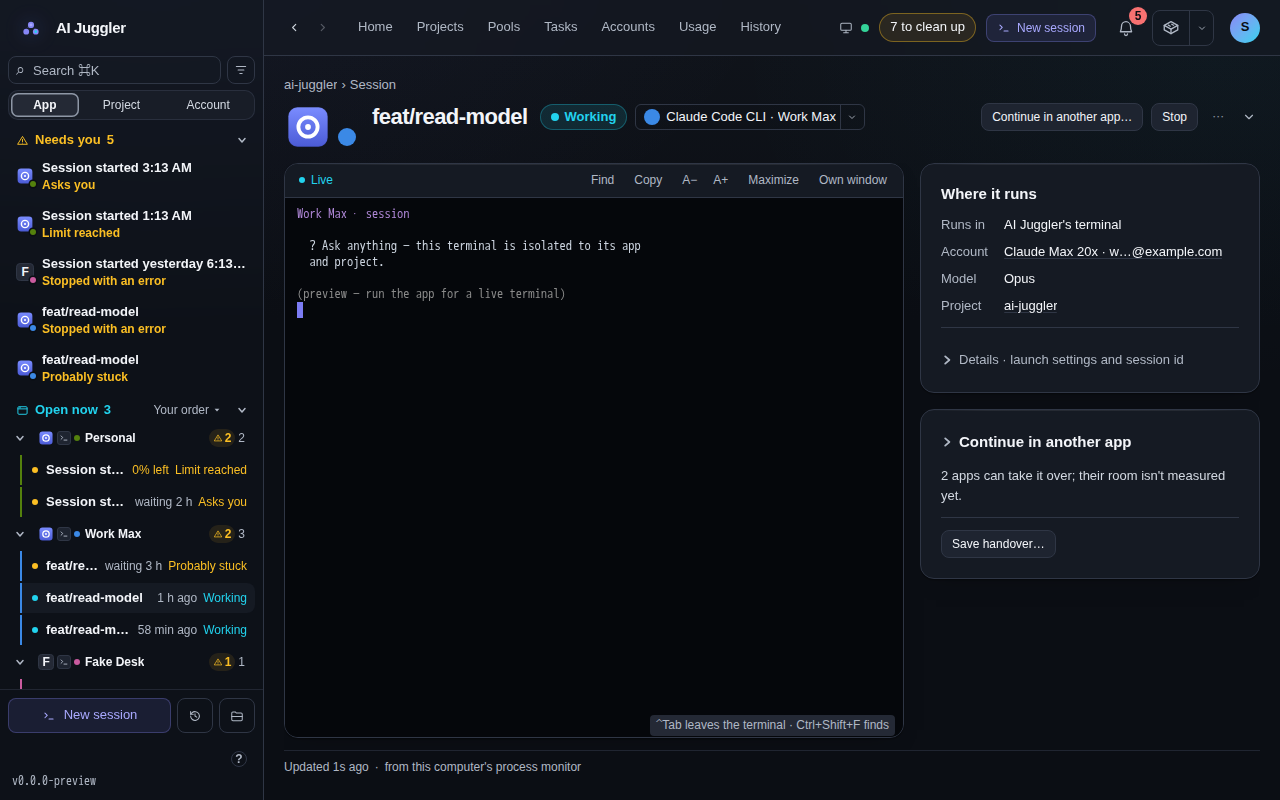 AI Juggler
Search ⌘K
App Project Account
Needs you 5
Session started 3:13 AM
Asks you
Session started 1:13 AM
Limit reached
F
Session started yesterday 6:13…
Stopped with an error
feat/read-model
Stopped with an error
feat/read-model
Probably stuck
Open now 3 Your order
Personal 2 2
Session st… 0% left Limit reached
Session st… waiting 2 h Asks you
Work Max 2 3
feat/re… waiting 3 h Probably stuck
feat/read-model 1 h ago Working
feat/read-m… 58 min ago Working
F Fake Desk 1 1
New session
?
v0.0.0-preview
Home Projects Pools Tasks Accounts Usage History
7 to clean up
New session
5
S
ai-juggler › Session
feat/read-model
Working
Claude Code CLI · Work Max
Continue in another app… Stop ···
Live
Find Copy A− A+ Maximize Own window
Work Max · session
? Ask anything — this terminal is isolated to its app
and project.
(preview — run the app for a live terminal)
^Tab leaves the terminal · Ctrl+Shift+F finds
Where it runs
Runs in AI Juggler's terminal
Account Claude Max 20x · w…@example.com
Model Opus
Project ai-juggler
Details · launch settings and session id
Continue in another app
2 apps can take it over; their room isn't measured
yet.
Save handover…
Updated 1s ago · from this computer's process monitor